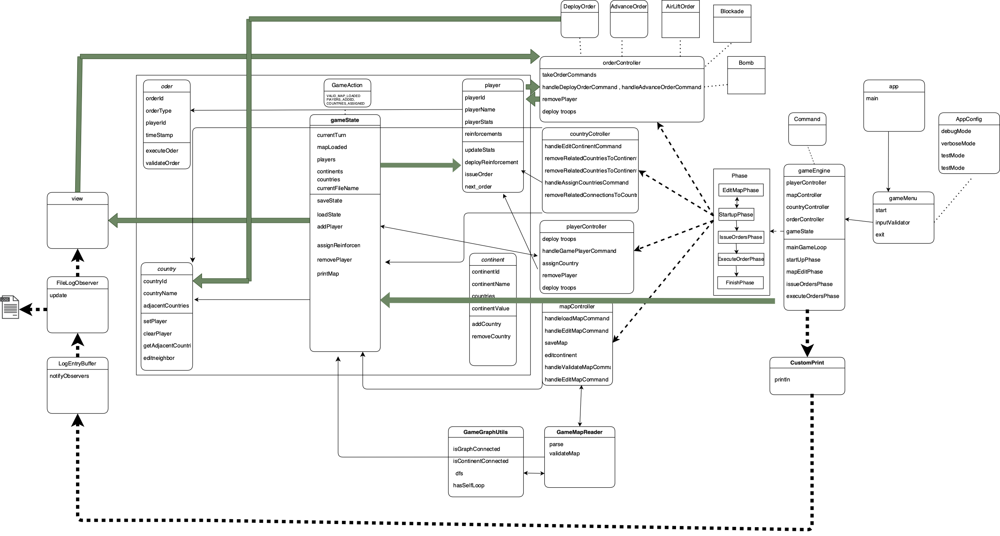 DeployOrder
AdvanceOrder
AirLiftOrder
Blockade
Bomb
orderController
takeOrderCommands
handleDeployOrderCommand , handleAdvanceOrderCommand
removePlayer
deploy troops
oder
orderId
orderType
playerId
timeStamp
executeOder
validateOrder
GameAction
VALID_MAP_LOADED
PlAYERS_ADDED,
COUNTRIES_ASSIGNED
gameState
currentTurn
mapLoaded
players
continents
countries
currentFileName
saveState
loadState
addPlayer
assignReinforcen
removePlayer
printMap
player
playerId
playerName
playerStats
reinforcements
updateStats
deployReinforcement
issueOrder
next_order
countryCotroller
handleEditContinentCommand
removeRelatedCountriesToContinent
removeRelatedCountriesToContinent
handleAssignCountriesCommand
removeRelatedConnectionsToCountr
playerController
deploy troops
handleGamePlayerCommand
assignCountry
removePlayer
deploy troops
continent
continentId
continentName
countries
continentValue
addCountry
removeCountry
mapController
handleloadMapCommand
handleEditMapCommand
saveMap
editcontinent
handleValidateMapComma
handleEditMapCommand
country
countryId
countryName
adjacentCountries
setPlayer
clearPlayer
getAdjacentCountri
editneighbor
view
FileLogObserver
update
LOG
LogEntryBuffer
notifyObservers
Phase
EditMapPhase
StartupPhase
IssueOrdersPhase
ExecuteOrderPhase
FinishPhase
Command
gameEngine
playerController
mapController
countryController
orderController
gameState
mainGameLoop
startUpPhase
mapEditPhase
issueOrdersPhase
executeOrdersPhase
app
main
AppConfig
debugMode
verboseMode
testMode
testMode
gameMenu
start
inputValidator
exit
CustomPrint
println
GameGraphUtils
isGraphConnected
isContinentConnected
dfs
hasSelfLoop
GameMapReader
parse
validateMap